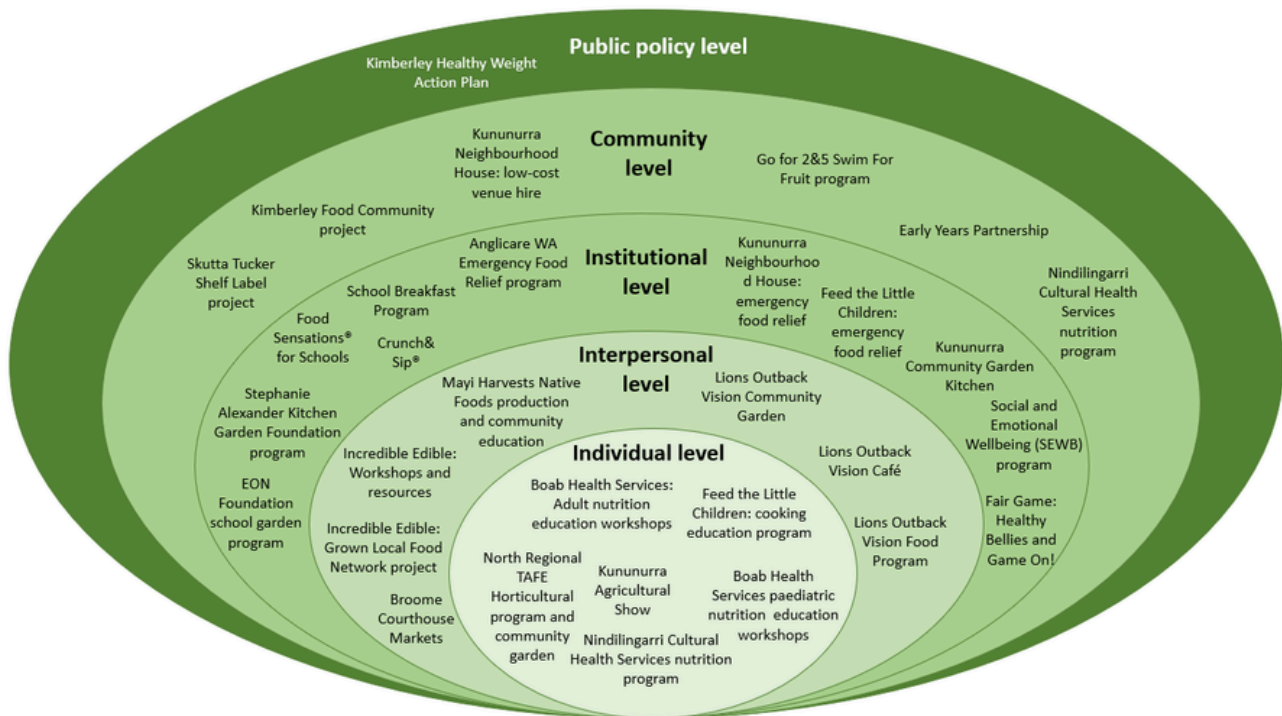 Public policy level
Kimberley Healthy Weight
Action Plan
Community
level
Kununurra
Neighbourhood
House: low-cost
venue hire
Go for 2&5 Swim For
Fruit program
Kimberley Food Community
project
Early Years Partnership
Skutta Tucker
Shelf Label
project
Nindilingarri
Cultural Health
Services
nutrition
program
Institutional
level
Anglicare WA
Emergency Food
Relief program
Kununurra
Neighbourhoo
d House:
emergency
food relief
School Breakfast
Program
Feed the Little
Children:
emergency
food relief
Food
Sensations®
for Schools
Crunch&
Sip®
Kununurra
Community Garden
Kitchen
Stephanie
Alexander Kitchen
Garden Foundation
program
Social and
Emotional
Wellbeing (SEWB)
program
EON
Foundation
school garden
program
Fair Game:
Healthy
Bellies and
Game On!
Interpersonal
level
Mayi Harvests Native
Foods production
and community
education
Lions Outback
Vision Community
Garden
Incredible Edible:
Workshops and
resources
Lions Outback
Vision Café
Incredible Edible:
Grown Local Food
Network project
Lions Outback
Vision Food
Program
Broome
Courthouse
Markets
Individual level
Boab Health Services:
Adult nutrition
education workshops
Feed the Little
Children: cooking
education program
North Regional
TAFE
Horticultural
program and
community
garden
Kununurra
Agricultural
Show
Boab Health
Services paediatric
nutrition education
workshops
Nindilingarri Cultural
Health Services nutrition
program